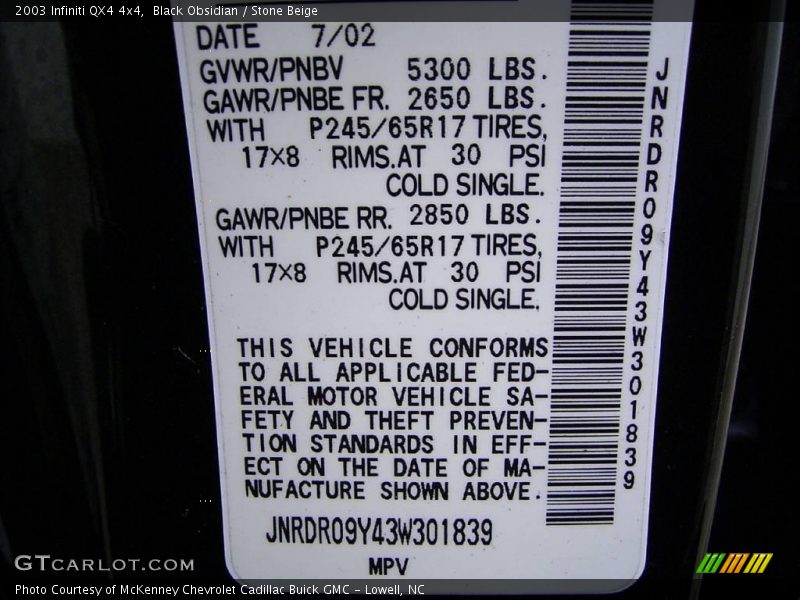 2003 Infiniti QX4 4x4, Black Obsidian / Stone Beige
DATE 7/02
GVWR/PNBV 5300 LBS.
GAWR/PNBE FR. 2650 LBS.
WITH P245/65R17 TIRES,
17×8 RIMS.AT 30 PSI
COLD SINGLE.
GAWR/PNBE RR. 2850 LBS.
WITH P245/65R17 TIRES,
17×8 RIMS.AT 30 PSI
COLD SINGLE.
THIS VEHICLE CONFORMS
TO ALL APPLICABLE FED-
ERAL MOTOR VEHICLE SA-
FETY AND THEFT PREVEN-
TION STANDARDS IN EFF-
ECT ON THE DATE OF MA-
NUFACTURE SHOWN ABOVE.
JNRDR09Y43W301839
MPV
JNRDR09Y43W301839
GTCARLOT.COM
Photo Courtesy of McKenney Chevrolet Cadillac Buick GMC - Lowell, NC